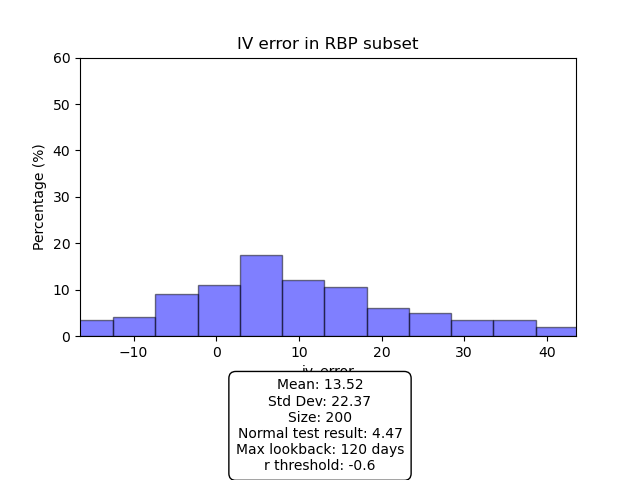 IV error in RBP subset
Percentage (%)
60
50
40
30
20
10
0
−10 0 10 20 30 40
iv_error
Mean: 13.52
Std Dev: 22.37
Size: 200
Normal test result: 4.47
Max lookback: 120 days
r threshold: -0.6